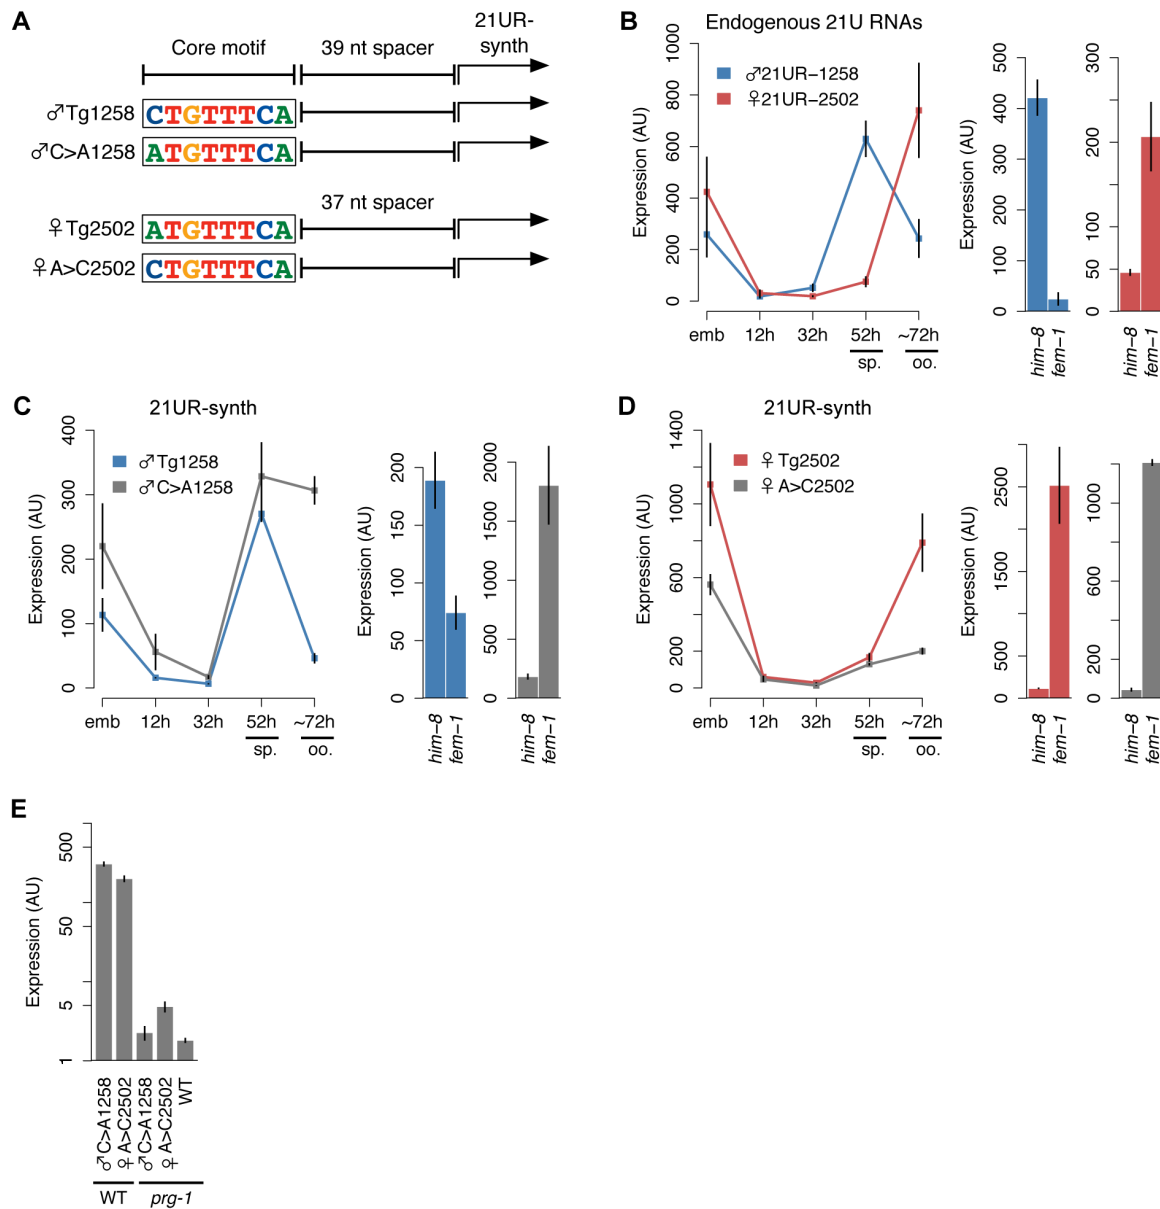 A
Core motif
39 nt spacer
21UR-
synth
♂Tg1258
CTGTTTCA
♂C>A1258
ATGTTTCA
37 nt spacer
♀Tg2502
ATGTTTCA
♀A>C2502
CTGTTTCA
B
Endogenous 21U RNAs
♂21UR−1258
♀21UR−2502
Expression (AU)
0
200
400
600
800
1000
emb
12h
32h
52h
~72h
sp.
oo.
Expression (AU)
0
100
200
300
400
500
him−8
fem−1
0
50
100
200
300
him−8
fem−1
C
21UR-synth
♂Tg1258
♂C>A1258
Expression (AU)
0
100
200
300
400
emb
12h
32h
52h
~72h
sp.
oo.
Expression (AU)
0
50
100
150
200
him−8
fem−1
0
500
1000
1500
2000
him−8
fem−1
D
21UR-synth
♀Tg2502
♀A>C2502
Expression (AU)
0
200
600
1000
1400
emb
12h
32h
52h
~72h
sp.
oo.
Expression (AU)
0
500
1500
2500
him−8
fem−1
0
200
600
1000
him−8
fem−1
E
Expression (AU)
1
5
50
500
♂C>A1258
♀A>C2502
♂C>A1258
♀A>C2502
WT
WT
prg-1